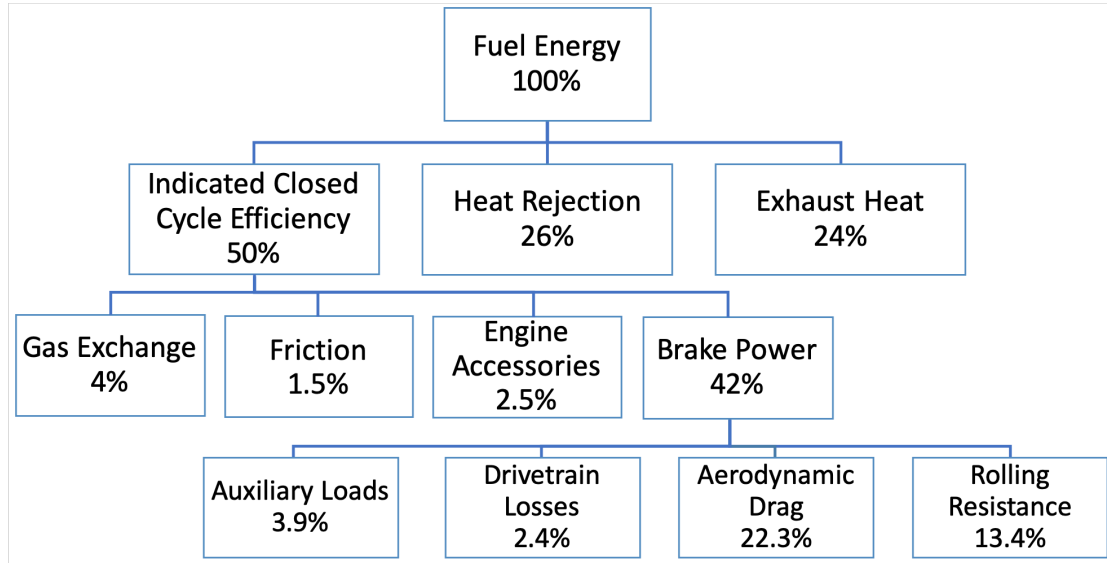 Fuel Energy
100%
Indicated Closed
Cycle Efficiency
50%
Heat Rejection
26%
Exhaust Heat
24%
Gas Exchange
4%
Friction
1.5%
Engine
Accessories
2.5%
Brake Power
42%
Auxiliary Loads
3.9%
Drivetrain
Losses
2.4%
Aerodynamic
Drag
22.3%
Rolling
Resistance
13.4%